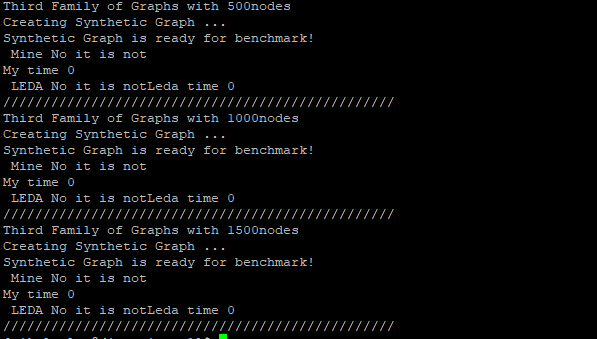 Third Family of Graphs with 500nodes
Creating Synthetic Graph ...
Synthetic Graph is ready for benchmark!
 Mine No it is not
My time 0
 LEDA No it is notLeda time 0
/////////////////////////////////////////////////
Third Family of Graphs with 1000nodes
Creating Synthetic Graph ...
Synthetic Graph is ready for benchmark!
 Mine No it is not
My time 0
 LEDA No it is notLeda time 0
/////////////////////////////////////////////////
Third Family of Graphs with 1500nodes
Creating Synthetic Graph ...
Synthetic Graph is ready for benchmark!
 Mine No it is not
My time 0
 LEDA No it is notLeda time 0
/////////////////////////////////////////////////